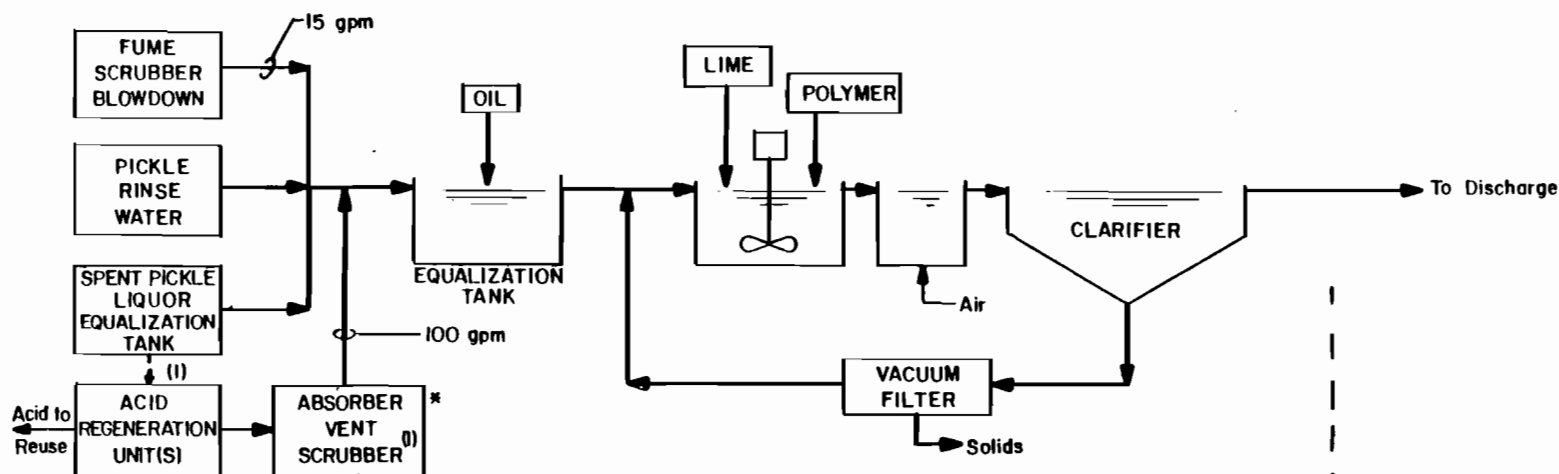 15 gpm
FUME
SCRUBBER
BLOWDOWN
PICKLE
RINSE
WATER
SPENT PICKLE
LIQUOR
EQUALIZATION
TANK
(1)
Acid to
Reuse
ACID
REGENERATION
UNIT(S)
ABSORBER
VENT
SCRUBBER (1)
*
100 gpm
OIL
EQUALIZATION
TANK
LIME
POLYMER
Air
CLARIFIER
To Discharge
VACUUM
FILTER
Solids